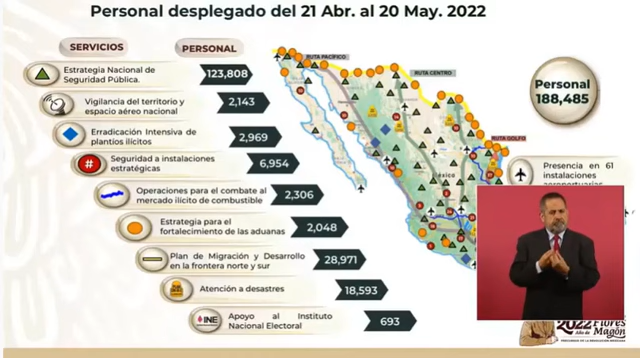 Personal desplegado del 21 Abr. al 20 May. 2022
SERVICIOS
PERSONAL
Estrategia Nacional de
Seguridad Pública.
123,808
Vigilancia del territorio y
espacio aéreo nacional
2,143
Erradicación Intensiva de
plantíos ilícitos
2,969
#
Seguridad a instalaciones
estratégicas
6,954
Operaciones para el combate al
mercado ilícito de combustible
2,306
Estrategia para el
fortalecimiento de las aduanas
2,048
Plan de Migración y Desarrollo
en la frontera norte y sur
28,971
Atención a desastres
18,593
INE
Apoyo al Instituto
Nacional Electoral
693
RUTA PACÍFICO
RUTA CENTRO
RUTA GOLFO
México
Personal
188,485
Presencia en 61
instalaciones
aeroportuarias
2022 Flores
Año de Magón